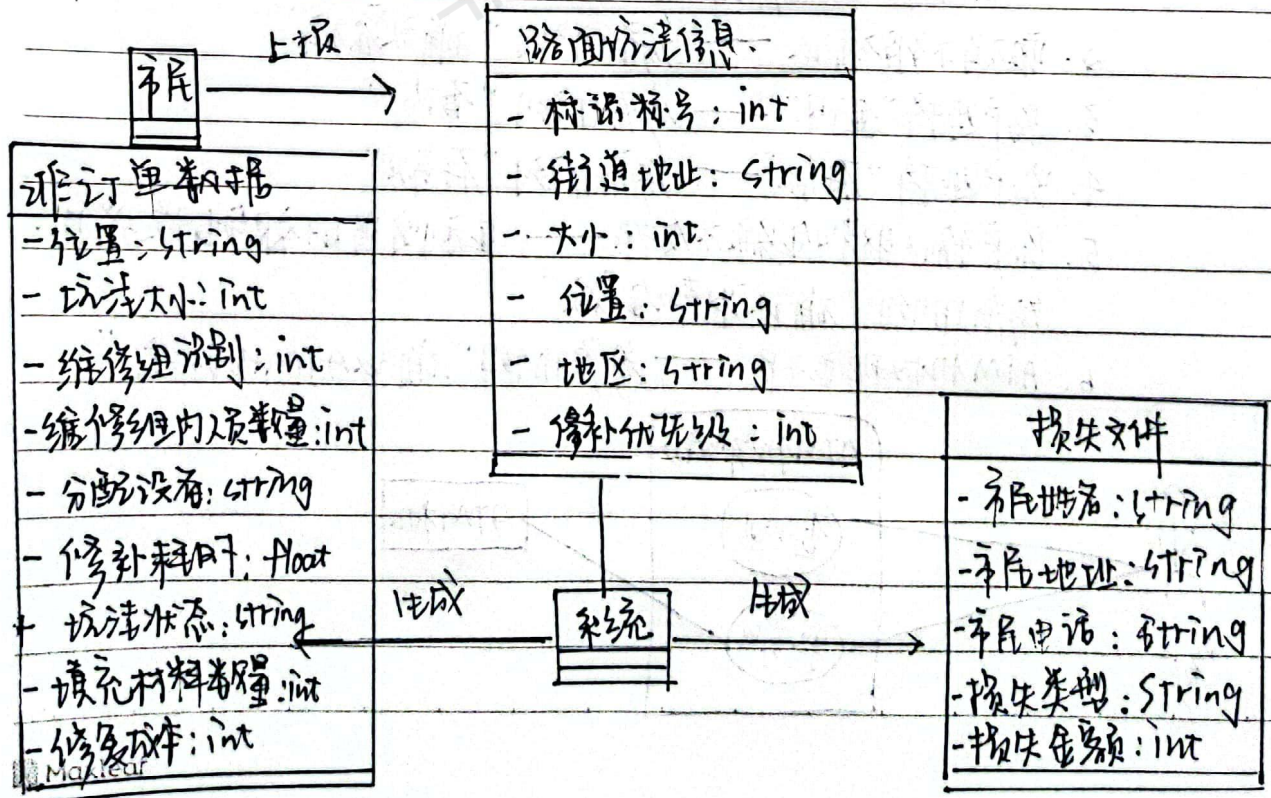 市民
上报
路面坑洼信息
- 标识称号：int
- 街道地址：String
- 大小：int
- 位置：String
- 地区：String
- 修补优先级：int
订单数据
- 位置：String
- 坑洼大小：int
- 维修组识别：int
- 维修组内人员数量：int
- 分配设备：String
- 修补耗时：float
- 坑洼状态：String
- 填充材料数量：int
- 修复成本：int
生成
系统
生成
损失文件
- 市民姓名：String
- 市民地址：String
- 市民电话：String
- 损失类型：String
- 损失金额：int
Maxleaf